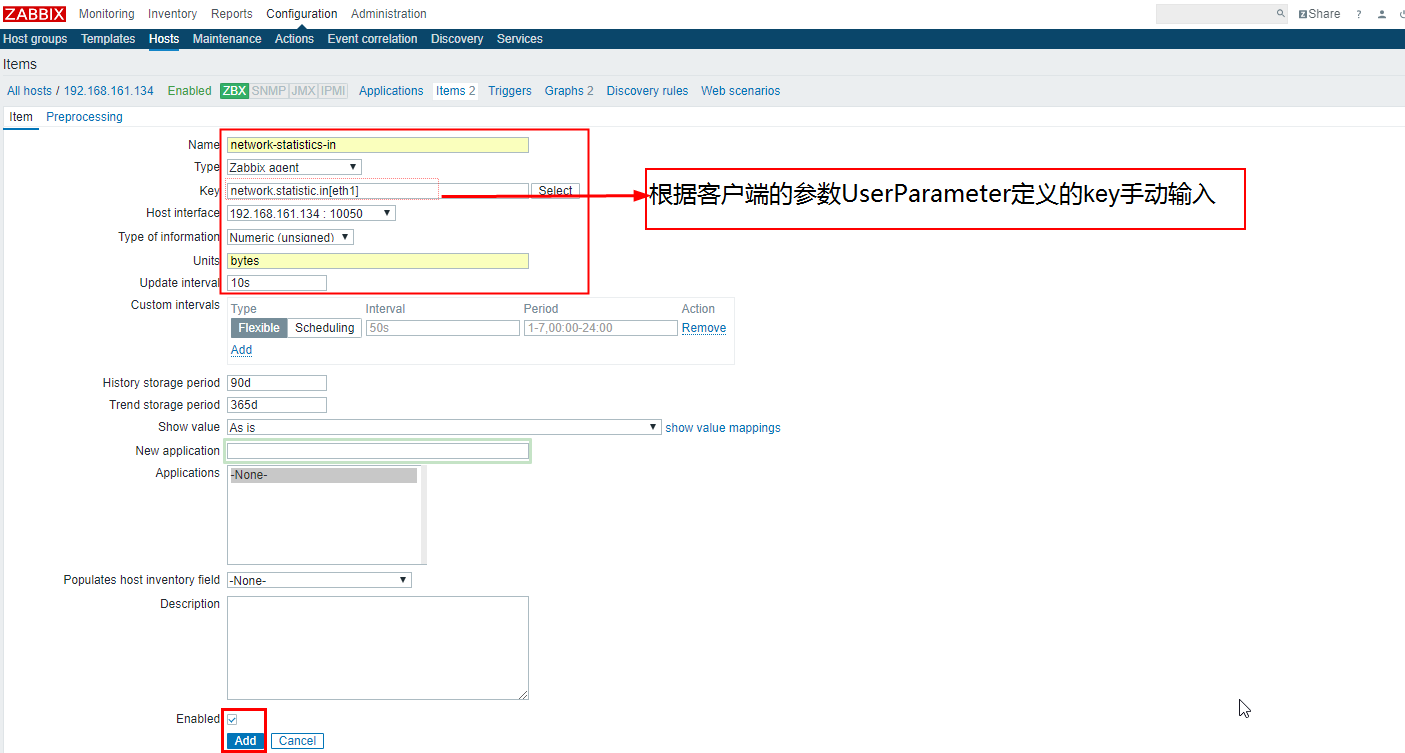 ZABBIX Monitoring Inventory Reports Configuration Administration Share ?
Host groups Templates Hosts Maintenance Actions Event correlation Discovery Services
Items
All hosts / 192.168.161.134 Enabled ZBX SNMP JMX IPMI Applications Items 2 Triggers Graphs 2 Discovery rules Web scenarios
Item Preprocessing
Name network-statistics-in
Type Zabbix agent
Key network.statistic.in[eth1] Select
根据客户端的参数UserParameter定义的key手动输入
Host interface 192.168.161.134 : 10050
Type of information Numeric (unsigned)
Units bytes
Update interval 10s
Custom intervals Type Interval Period Action
Flexible Scheduling 50s 1-7,00:00-24:00 Remove
Add
History storage period 90d
Trend storage period 365d
Show value As is show value mappings
New application
Applications -None-
Populates host inventory field -None-
Description
Enabled
Add Cancel